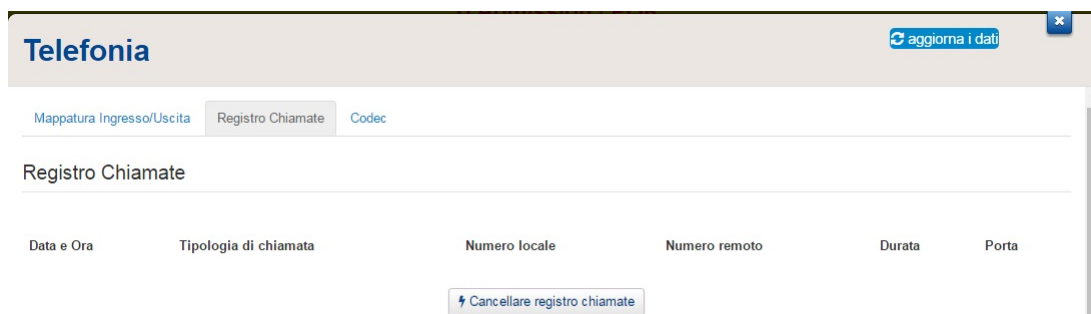 Telefonia
aggiorna i dati
Mappatura Ingresso/Uscita Registro Chiamate Codec
Registro Chiamate
Data e Ora Tipologia di chiamata Numero locale Numero remoto Durata Porta
Cancellare registro chiamate